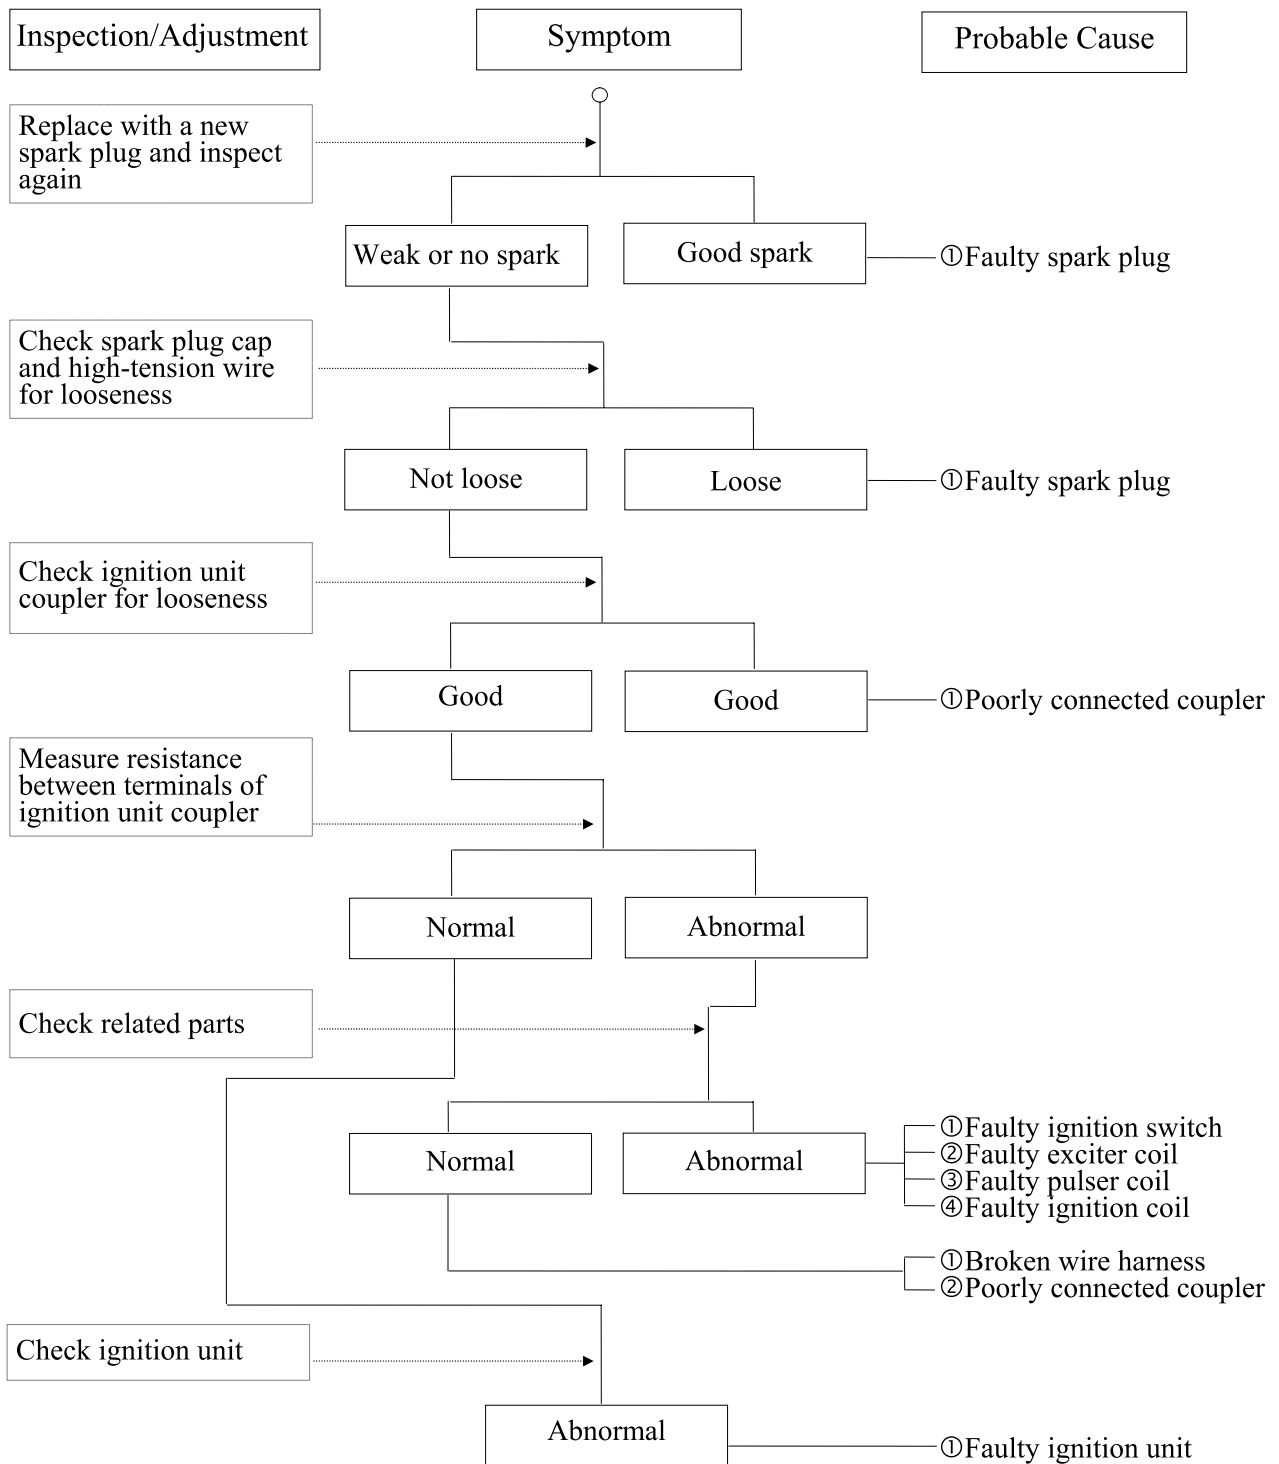 Inspection/Adjustment
Symptom
Probable Cause
Replace with a new
spark plug and inspect
again
Weak or no spark
Good spark
①Faulty spark plug
Check spark plug cap
and high-tension wire
for looseness
Not loose
Loose
①Faulty spark plug
Check ignition unit
coupler for looseness
Good
Good
①Poorly connected coupler
Measure resistance
between terminals of
ignition unit coupler
Normal
Abnormal
Check related parts
Normal
Abnormal
①Faulty ignition switch
②Faulty exciter coil
③Faulty pulser coil
④Faulty ignition coil
①Broken wire harness
②Poorly connected coupler
Check ignition unit
Abnormal
①Faulty ignition unit